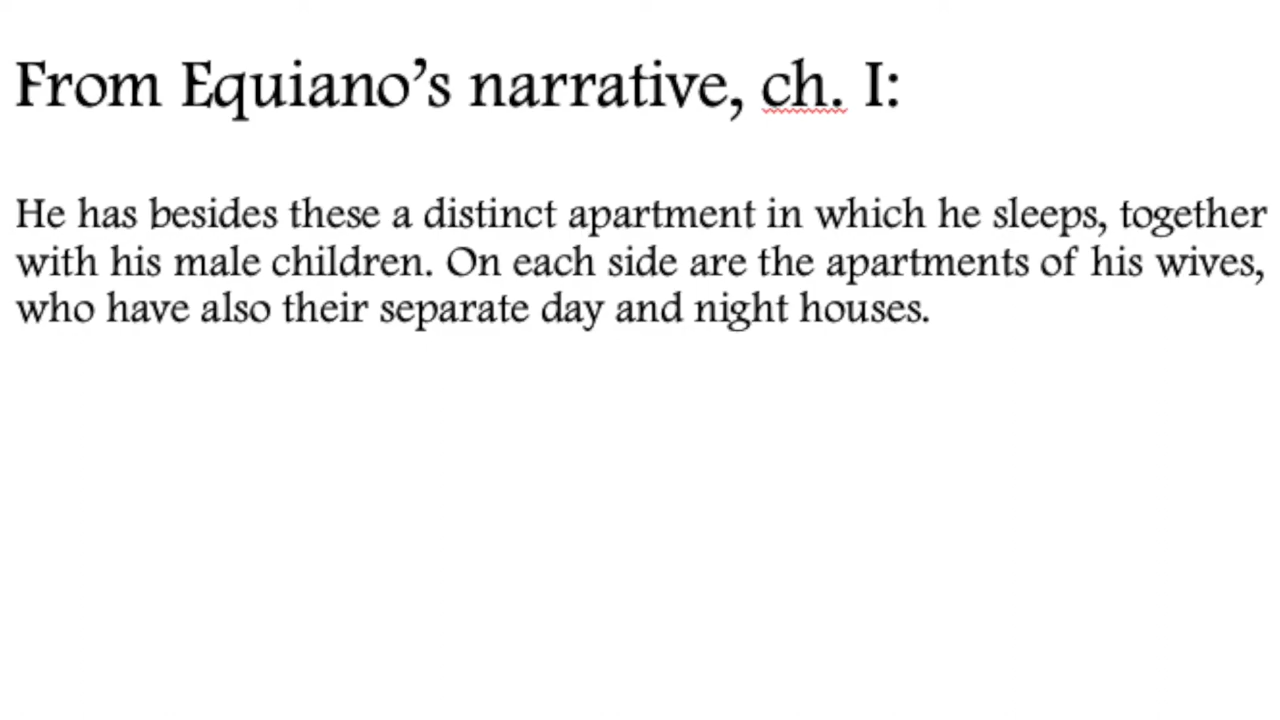 From Equiano’s narrative, ch. I:
He has besides these a distinct apartment in which he sleeps, together
with his male children. On each side are the apartments of his wives,
who have also their separate day and night houses.